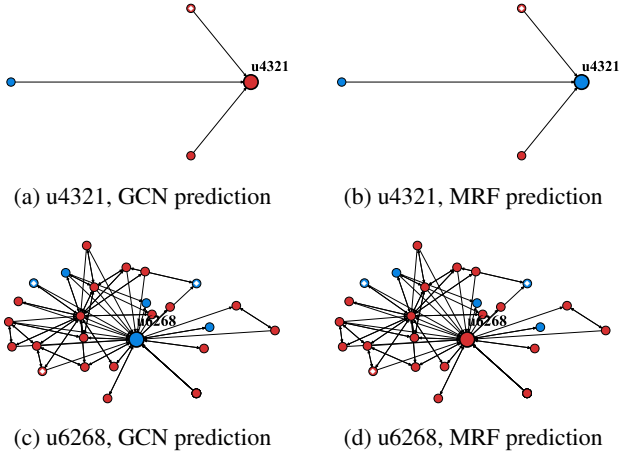 u4321
u4321
(a) u4321, GCN prediction
(b) u4321, MRF prediction
u6268
u6268
(c) u6268, GCN prediction
(d) u6268, MRF prediction